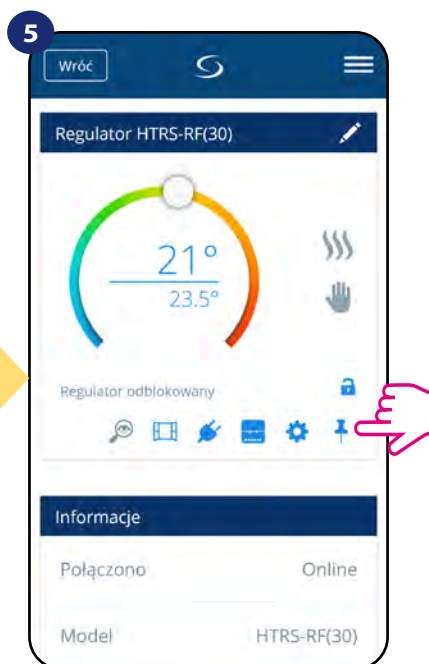 5
Wróć
Regulator HTRS-RF(30)
21°
23.5°
Regulator odblokowany
Informacje
Połączono Online
Model HTRS-RF(30)